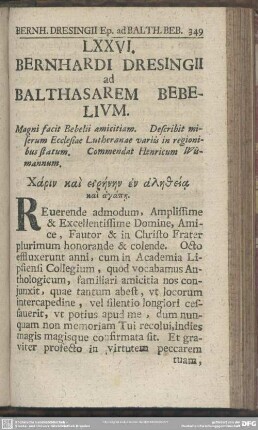 BERNH. DRESINGII Ep. ad BALTH. BEB. 349
LXXVI.
BERNHARDI DRESINGII
ad
BALTHASAREM BEBE-
LIVM.
Magni facit Bebelii amicitiam. Describit mi-
serum Ecclesiae Lutheranae variis in regioni-
bus statum. Commendat Henricum Wü-
mannum.
Χάριν καὶ εἰρήνην ἐν ἀληθείᾳ
καὶ ἀγάπῃ.
REuerende admodum, Amplissime
& Excellentissime Domine, Ami-
ce, Fautor & in Christo Frater
plurimum honorande & colende. Octo
effluxerunt anni, cum in Academia Li-
psiensi Collegium, quod vocabamus An-
thologicum, familiari amicitia nos con-
junxit, quae tantum abest, vt locorum
intercapedine, vel silentio longiori ces-
sauerit, vt potius apud me, dum nun-
quam non memoriam Tui recolui, indies
magis magisque confirmata sit. Et gra-
viter profecto in virtutem peccarem
tuam,